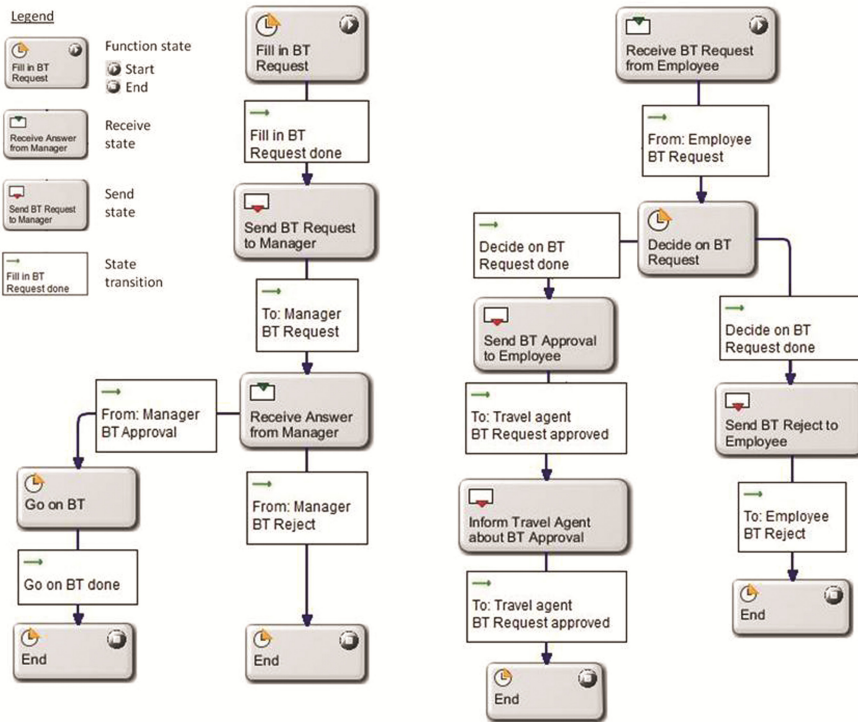 Legend
Fill in BT
Request
Function state
Start
End
Receive Answer
from Manager
Receive
state
Send BT Request
to Manager
Send
state
Fill in BT
Request done
State
transition
Fill in BT
Request
Fill in BT
Request done
Send BT Request
to Manager
To: Manager
BT Request
Receive Answer
from Manager
From: Manager
BT Approval
Go on BT
Go on BT done
End
From: Manager
BT Reject
End
Receive BT Request
from Employee
From: Employee
BT Request
Decide on BT
Request
Decide on BT
Request done
Send BT Approval
to Employee
To: Travel agent
BT Request approved
Inform Travel Agent
about BT Approval
To: Travel agent
BT Request approved
End
Decide on BT
Request done
Send BT Reject to
Employee
To: Employee
BT Reject
End